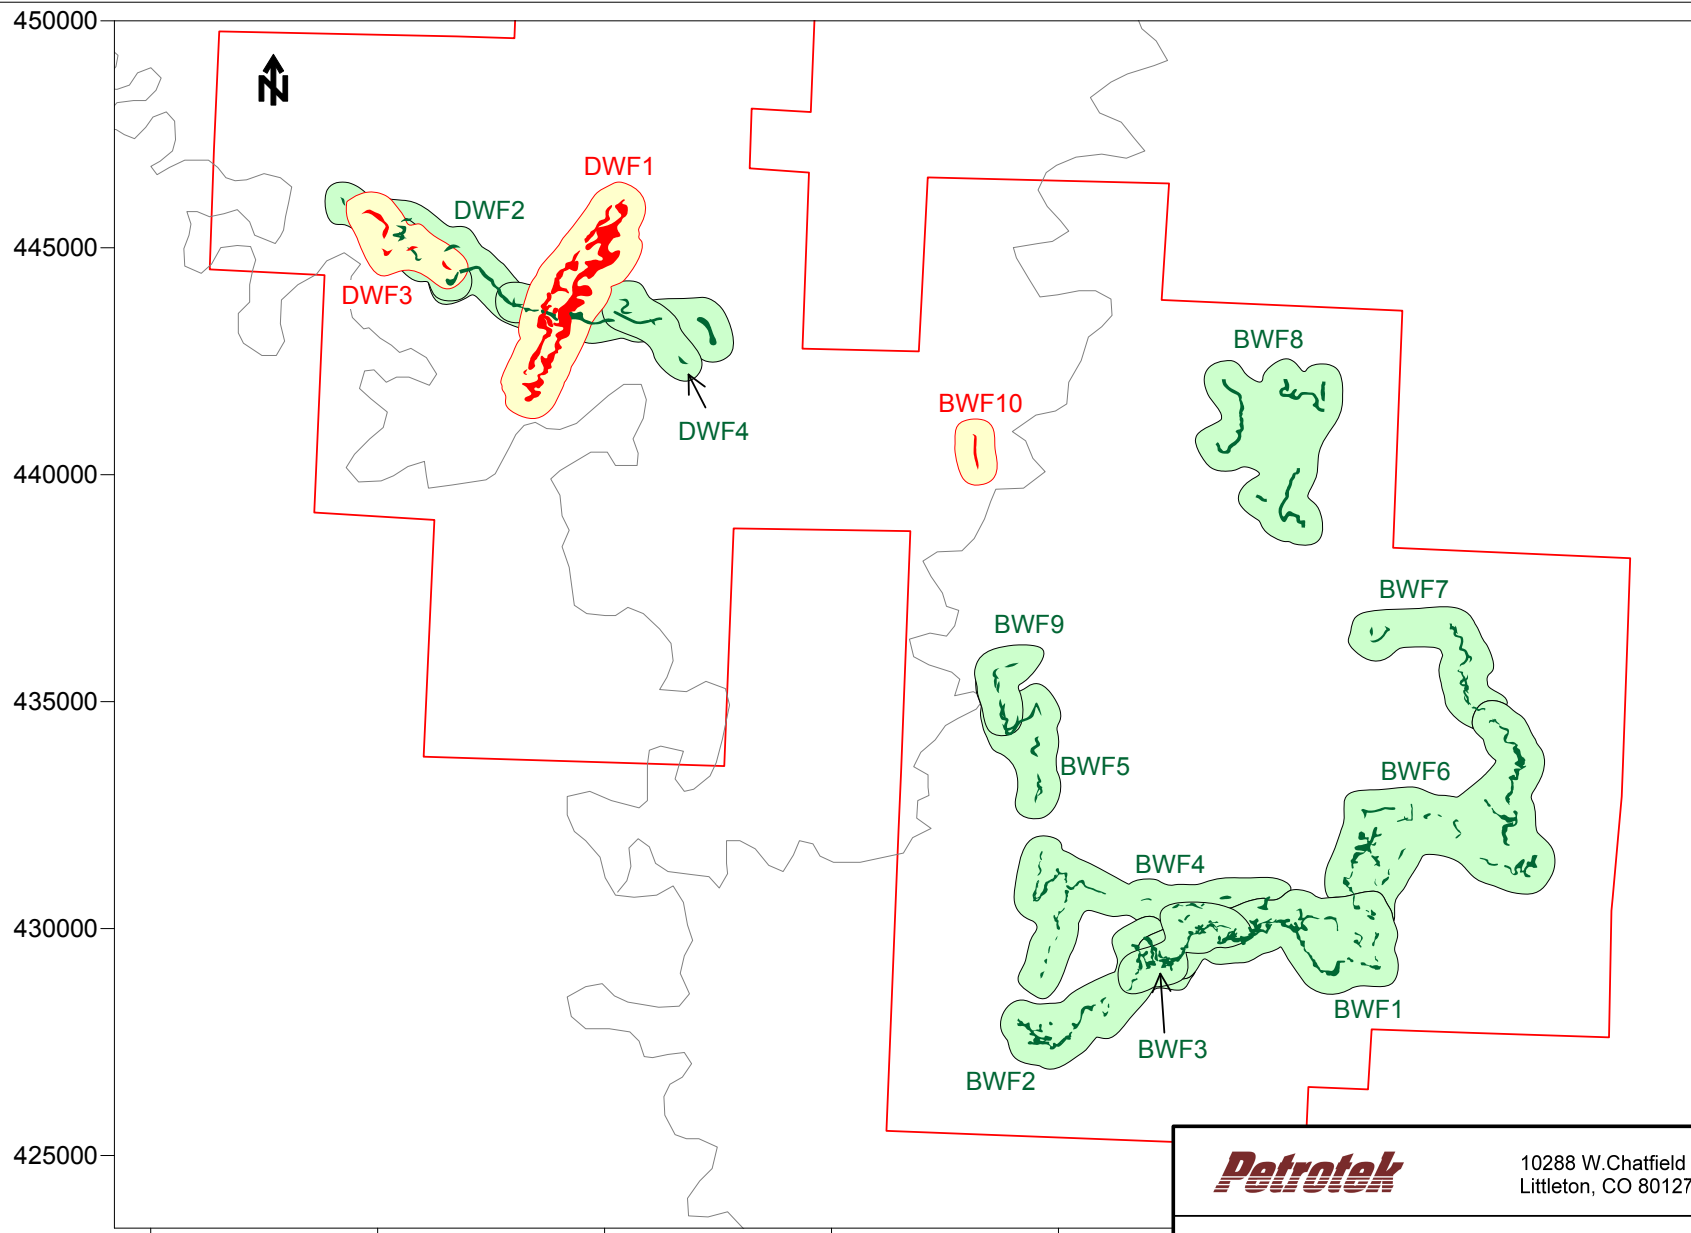 450000
N
DWF1
DWF2
445000
DWF3
BWF8
BWF10
DWF4
440000
BWF7
BWF9
435000
BWF5
BWF6
BWF4
430000
BWF1
BWF3
BWF2
425000
Petrotek
10288 W.Chatfield
Littleton, CO 80127